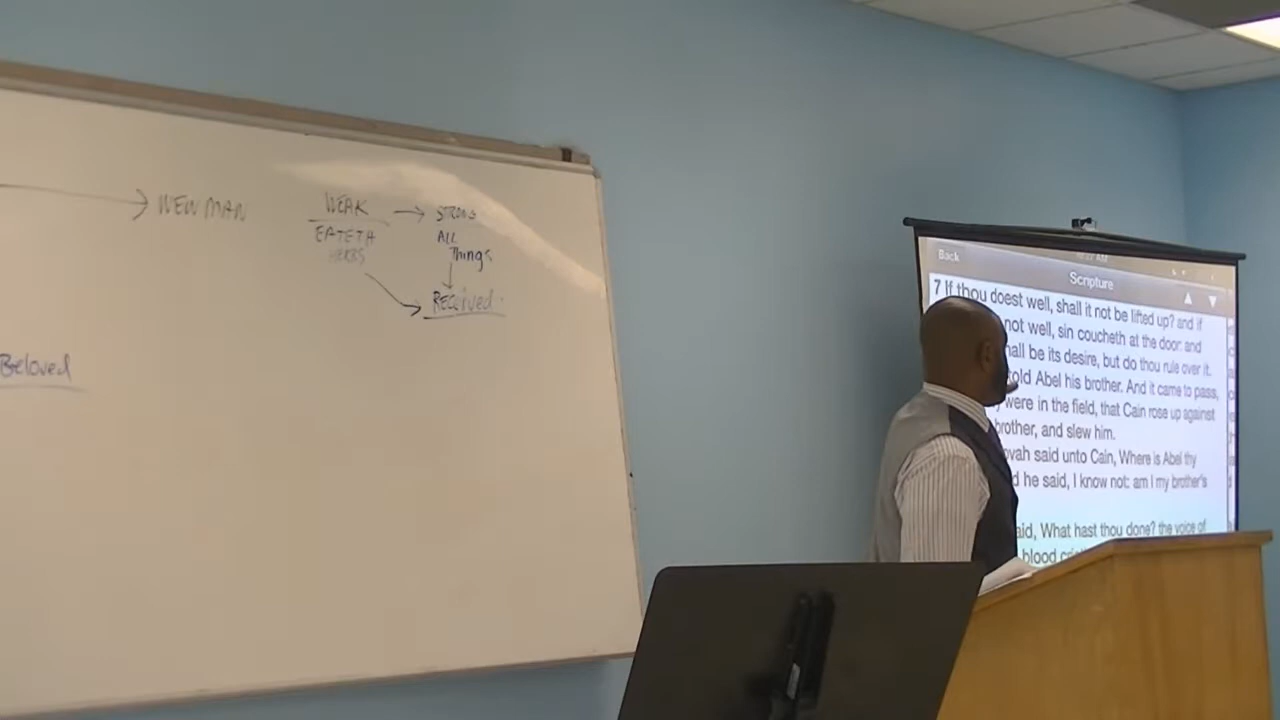 NEW MAN
WEAK
EATETH
HERBS
STRONG
ALL
Things
Received
Beloved
Back
Scripture
7 If thou doest well, shall it not be lifted up? and if
not well, sin coucheth at the door: and
shall be its desire, but do thou rule over it.
told Abel his brother. And it came to pass,
were in the field, that Cain rose up against
brother, and slew him.
said unto Cain, Where is Abel thy
he said, I know not: am I my brother's
What hast thou done? the voice of
blood